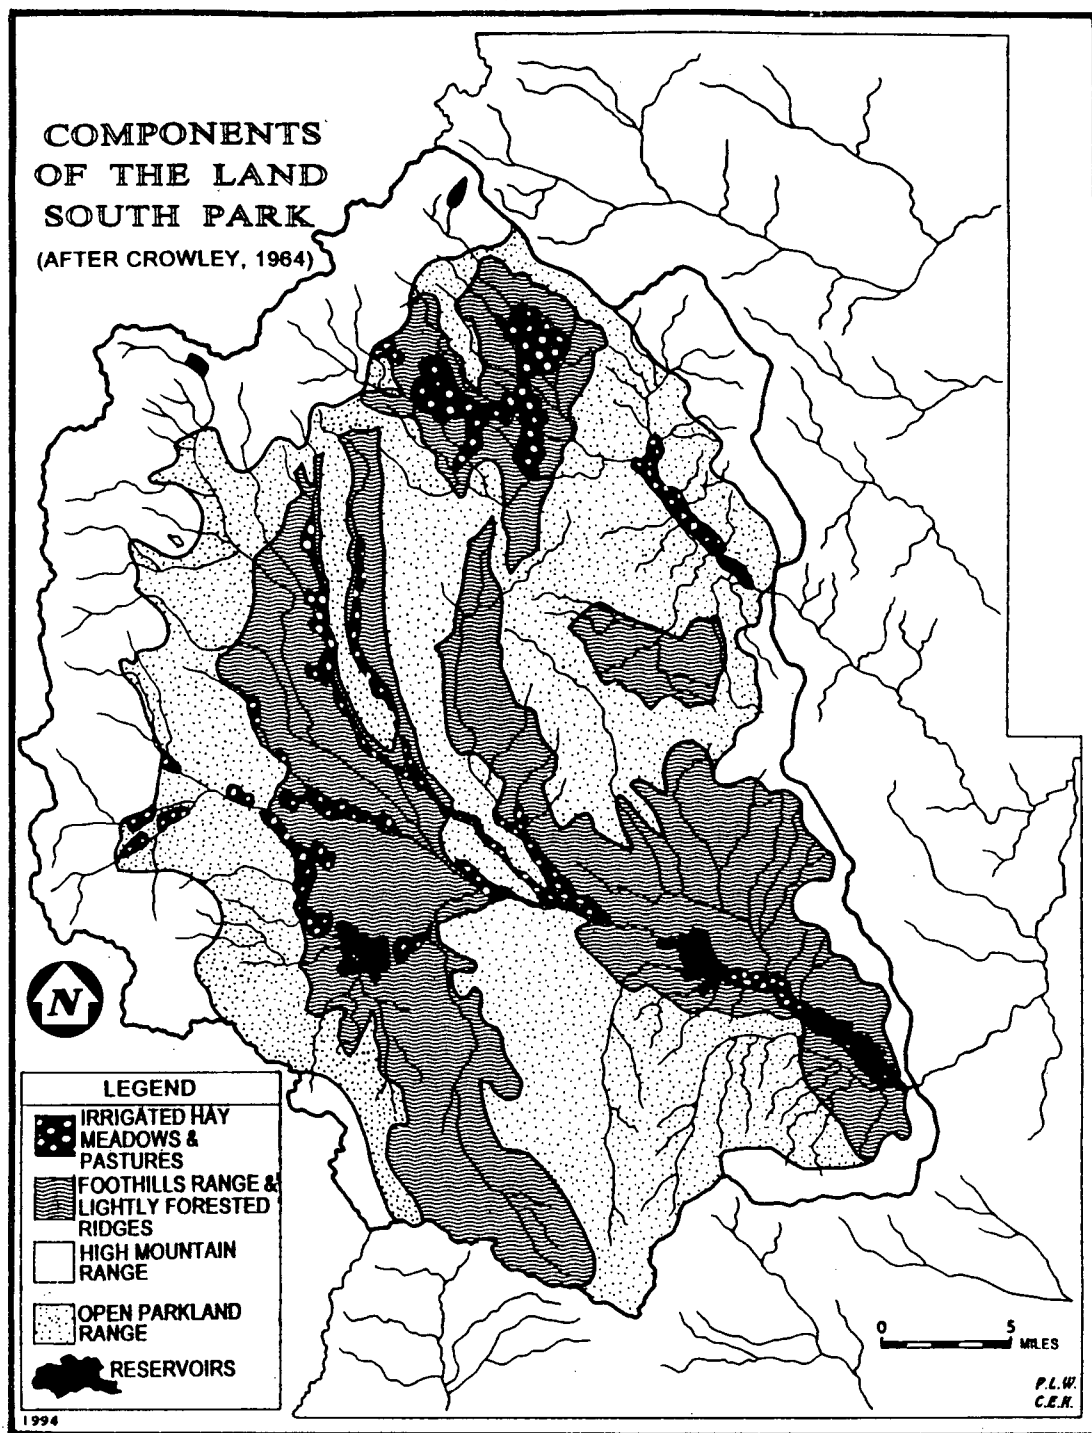 COMPONENTS
OF THE LAND
SOUTH PARK
(AFTER CROWLEY, 1964)
N
LEGEND
IRRIGATED HAY
MEADOWS &
PASTURES
FOOTHILLS RANGE &
LIGHTLY FORESTED
RIDGES
HIGH MOUNTAIN
RANGE
OPEN PARKLAND
RANGE
RESERVOIRS
1994
0 5
MILES
P.L.W.
C.E.K.